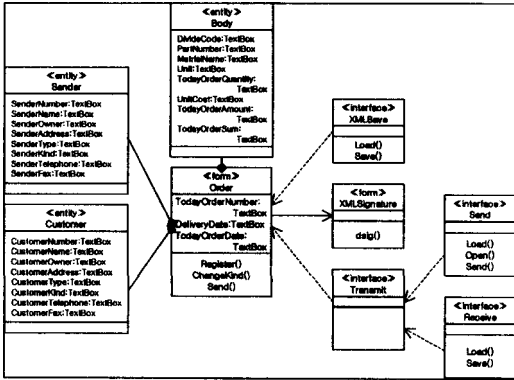 ≪entity≫
Body
DivideCode:TextBox
PartNumber:TextBox
MatrialName:TextBox
Unit:TextBox
TodayOrderQuantity:
TextBox
UnitCost:TextBox
TodayOrderAmount:
TextBox
TodayOrderSum:
TextBox
≪entity≫
Sender
SenderNumber:TextBox
SenderName:TextBox
SenderOwner:TextBox
SenderAddress:TextBox
SenderType:TextBox
SenderKind:TextBox
SenderTelephone:TextBox
SenderFax:TextBox
≪entity≫
Customer
CustomerNumber:TextBox
CustomerName:TextBox
CustomerOwner:TextBox
CustomerAddress:TextBox
CustomerType:TextBox
CustomerKind:TextBox
CustomerTelephone:TextBox
CustomerFax:TextBox
≪form≫
Order
TodayOrderNumber:
TextBox
DeliveryDate:TextBox
TodayOrderDate:
TextBox
Register()
ChangeKind()
Send()
≪interface≫
XMLSave
Load()
Save()
≪form≫
XMLSignature
dsig()
≪interface≫
Transmit
≪interface≫
Send
Load()
Open()
Send()
≪interface≫
Receive
Load()
Save()